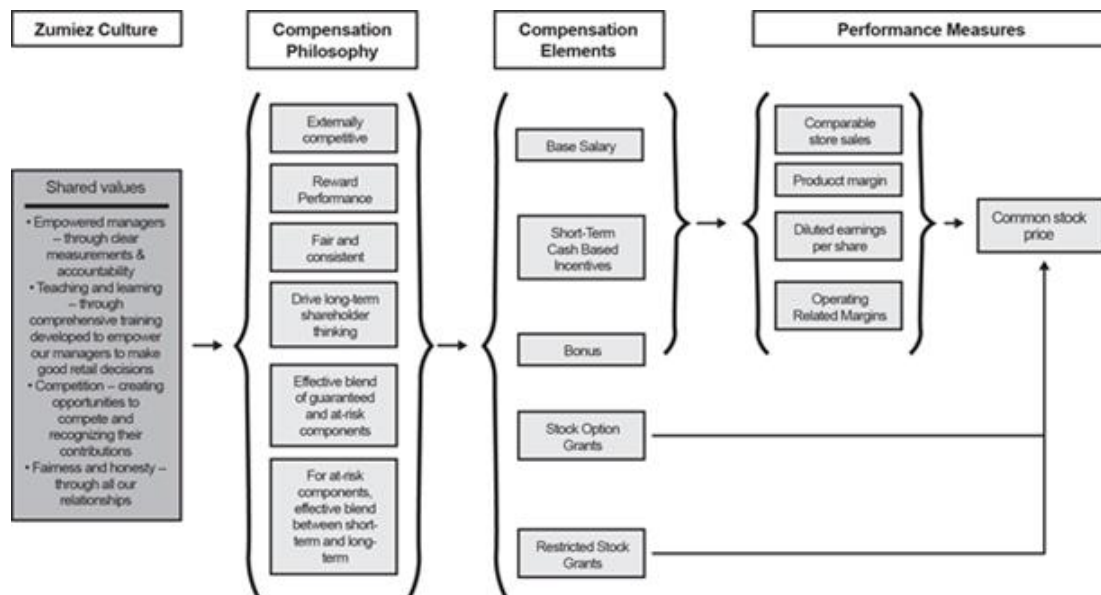 Zumiez Culture
Compensation
Philosophy
Compensation
Elements
Performance Measures
Shared values
• Empowered managers
– through clear
measurements &
accountability
• Teaching and learning
– through
comprehensive training
developed to empower
our managers to make
good retail decisions
• Competition – creating
opportunities to
compete and
recognizing their
contributions
• Fairness and honesty –
through all our
relationships
Externally
competitive
Reward
Performance
Fair and
consistent
Drive long-term
shareholder
thinking
Effective blend
of guaranteed
and at-risk
components
For at-risk
components,
effective blend
between short-
term and long-
term
Base Salary
Short-Term
Cash Based
Incentives
Bonus
Stock Option
Grants
Restricted Stock
Grants
Comparable
store sales
Producct margin
Diluted earnings
per share
Operating
Related Margins
Common stock
price